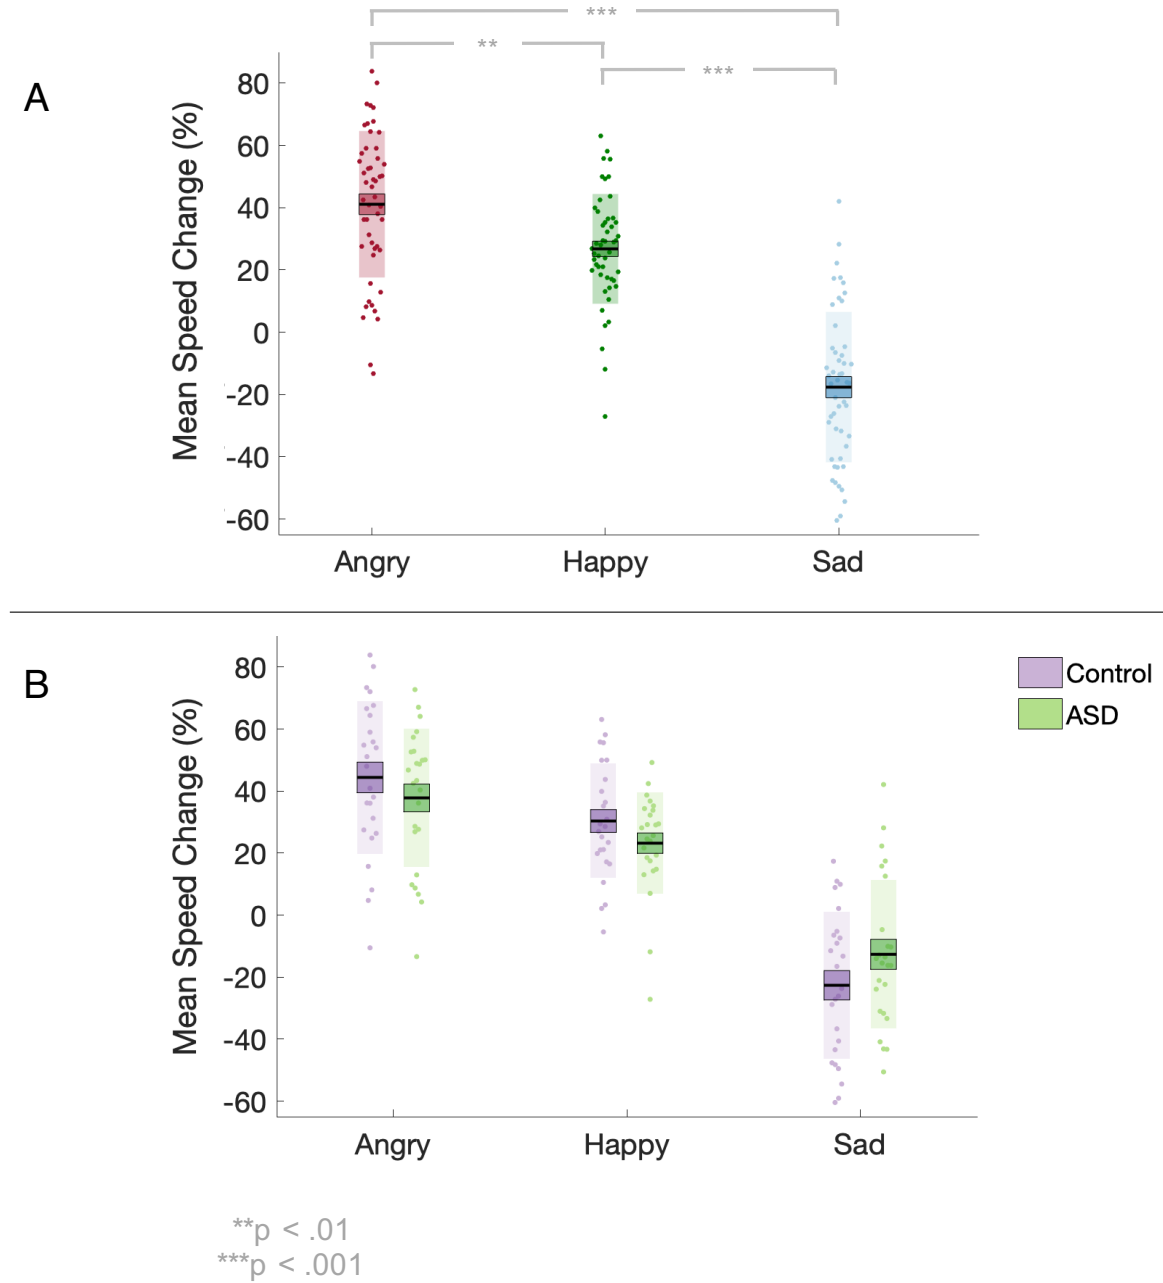 ***
**
***
A
Mean Speed Change (%)
80
60
40
20
0
-20
-40
-60
Angry Happy Sad
B
Mean Speed Change (%)
80
60
40
20
0
-20
-40
-60
Control
ASD
Angry Happy Sad
**p < .01
***p < .001